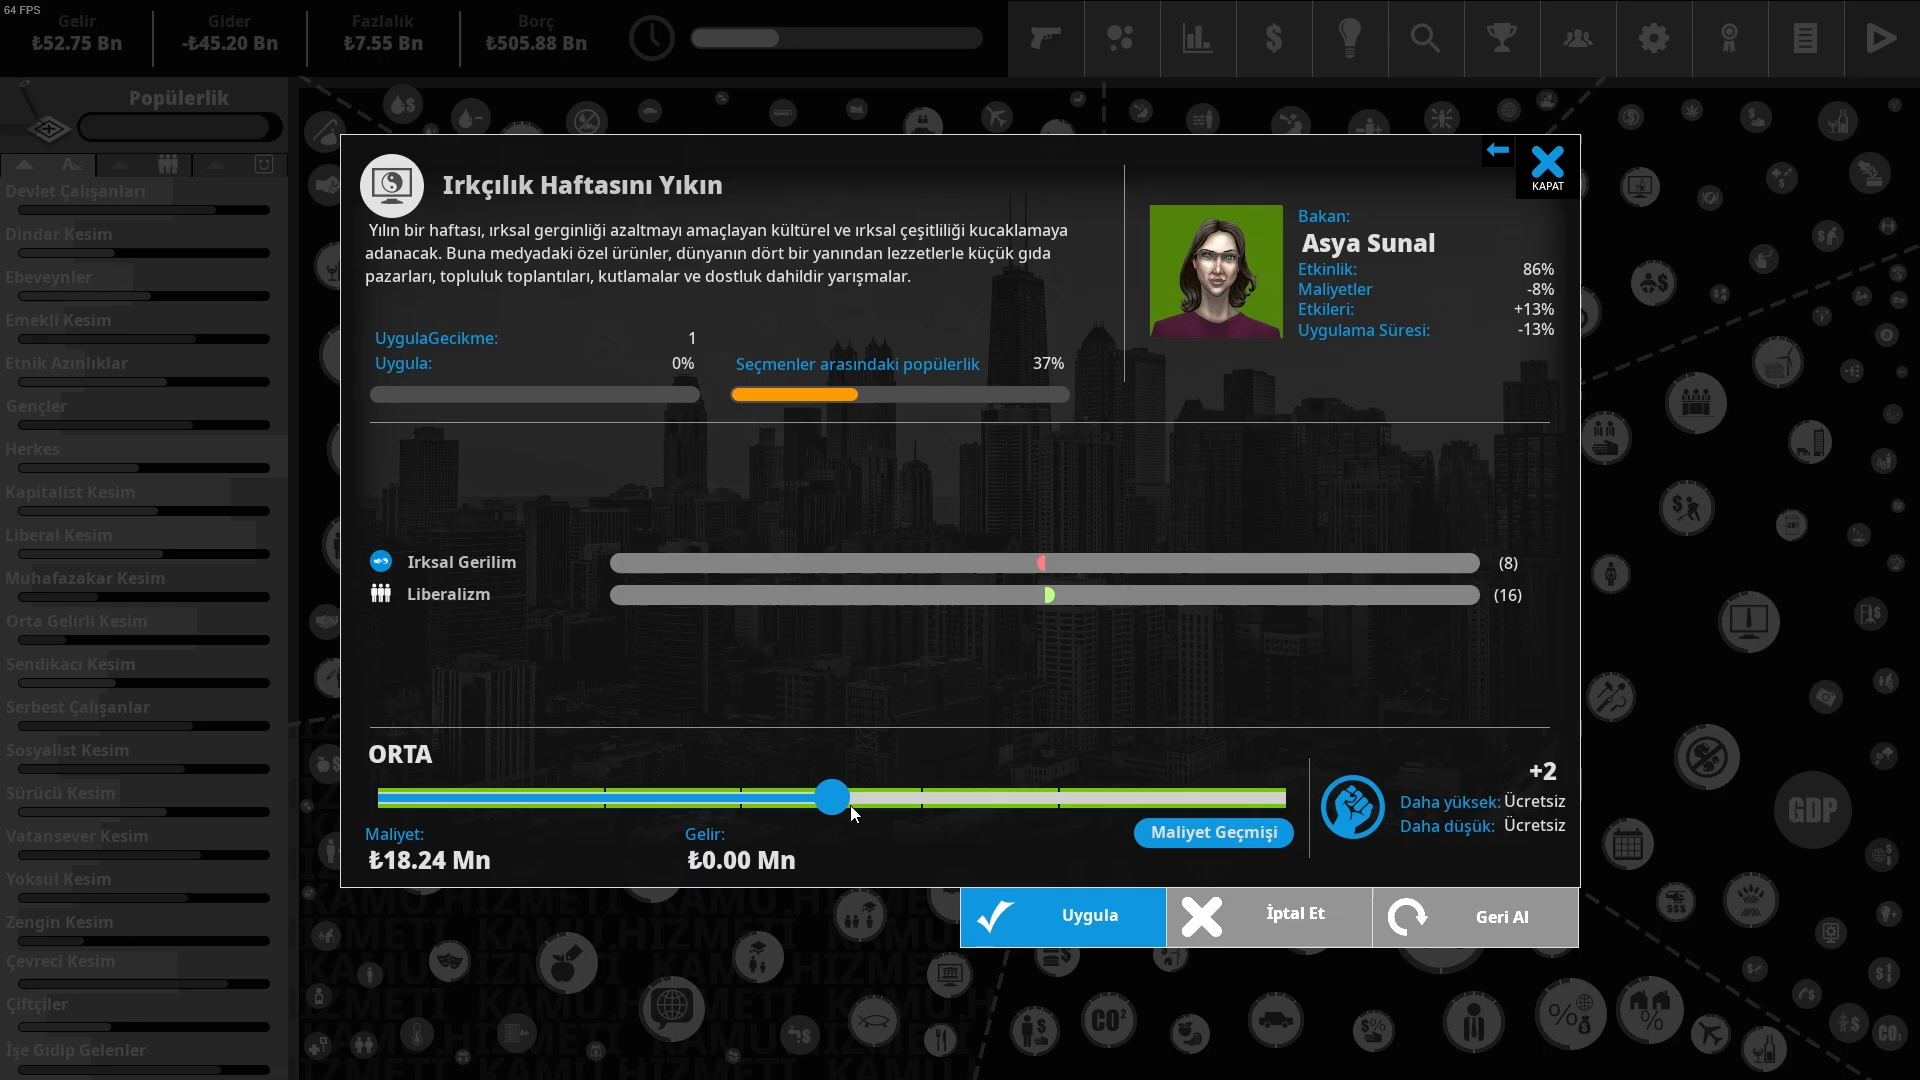 64 FPS
Gelir
Gider
Fazlalık
Borç
₺52.75 Bn
-₺45.20 Bn
₺7.55 Bn
₺505.88 Bn
Popülerlik
Devlet Çalışanları
Dindar Kesim
Ebeveynler
Emekli Kesim
Etnik Azınlıklar
Gençler
Herkes
Kapitalist Kesim
Liberal Kesim
Muhafazakar Kesim
Orta Gelirli Kesim
Sendikacı Kesim
Serbest Çalışanlar
Sosyalist Kesim
Sürücü Kesim
Vatansever Kesim
Yoksul Kesim
Zengin Kesim
Çevreci Kesim
Çiftçiler
İşe Gidip Gelenler
Irkçılık Haftasını Yıkın
Yılın bir haftası, ırksal gerginliği azaltmayı amaçlayan kültürel ve ırksal çeşitliliği kucaklamaya
adanacak. Buna medyadaki özel ürünler, dünyanın dört bir yanından lezzetlerle küçük gıda
pazarları, topluluk toplantıları, kutlamalar ve dostluk dahildir yarışmalar.
UygulaGecikme: 1
Uygula: 0%
Seçmenler arasındaki popülerlik 37%
KAPAT
Bakan:
Asya Sunal
Etkinlik: 86%
Maliyetler -8%
Etkileri: +13%
Uygulama Süresi: -13%
Irksal Gerilim (8)
Liberalizm (16)
ORTA
Maliyet:
₺18.24 Mn
Gelir:
₺0.00 Mn
Maliyet Geçmişi
+2
Daha yüksek: Ücretsiz
Daha düşük: Ücretsiz
Uygula
İptal Et
Geri Al
GDP
CO²
KAMU.HIZMETI